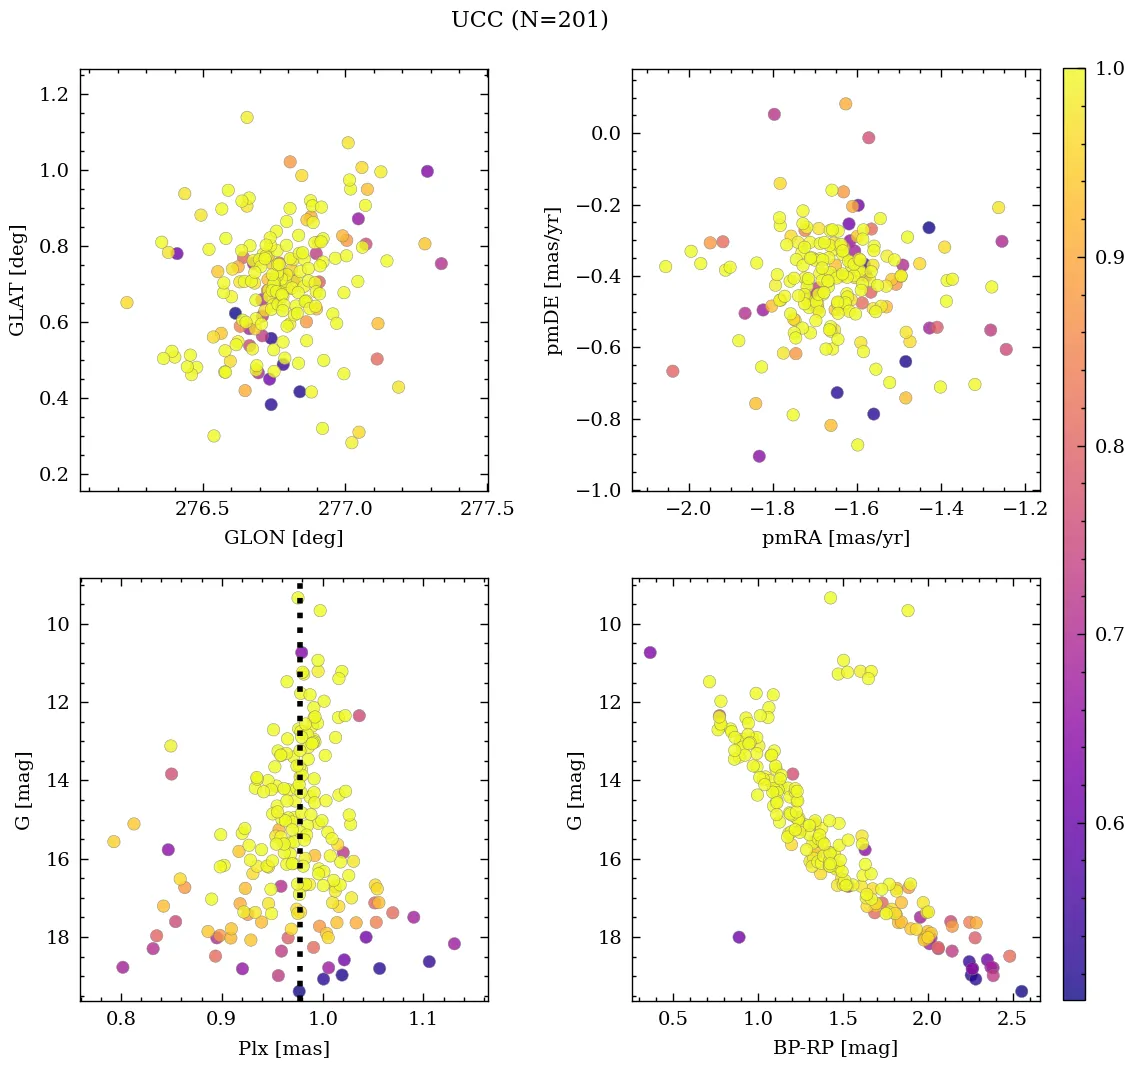 UCC (N=201)
1.2
1.0
0.8
0.6
0.4
0.2
GLAT [deg]
276.5 277.0 277.5
GLON [deg]
0.0
−0.2
−0.4
−0.6
−0.8
−1.0
pmDE [mas/yr]
−2.0 −1.8 −1.6 −1.4 −1.2
pmRA [mas/yr]
10
12
14
16
18
G [mag]
0.8 0.9 1.0 1.1
Plx [mas]
10
12
14
16
18
G [mag]
0.5 1.0 1.5 2.0 2.5
BP-RP [mag]
1.0
0.9
0.8
0.7
0.6